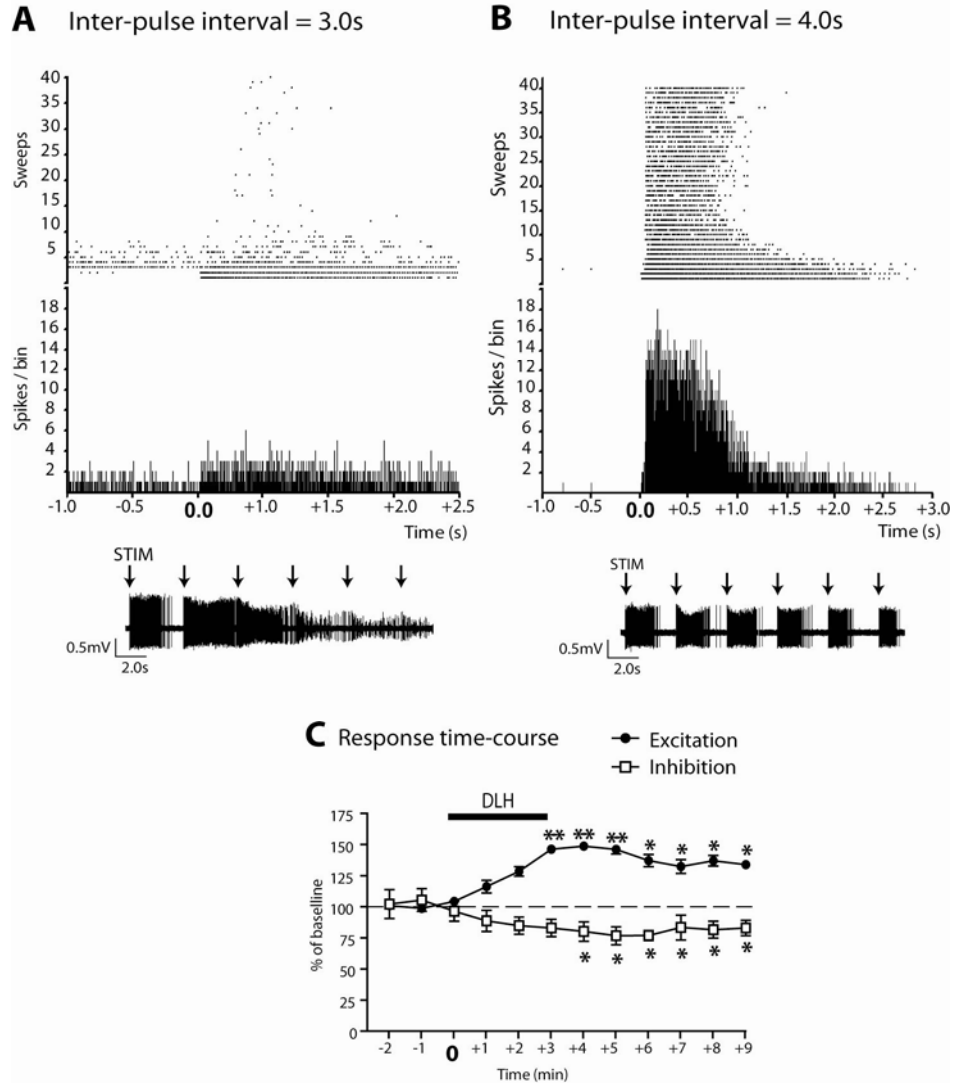 A Inter-pulse interval = 3.0s
40
35
30
25
20
15
10
5
Sweeps
18
16
14
12
10
8
6
4
2
Spikes / bin
-1.0 -0.5 0.0 +1.0 +1.5 +2.0 +2.5
Time (s)
STIM
0.5mV
2.0s
B Inter-pulse interval = 4.0s
40
35
30
25
20
15
10
5
Sweeps
18
16
14
12
10
8
6
4
2
Spikes / bin
-1.0 -0.5 0.0 +0.5 +1.0 +1.5 +2.0 +2.5 +3.0
Time (s)
STIM
0.5mV
2.0s
C Response time-course
Excitation
Inhibition
DLH
175
150
125
100
75
50
25
0
% of basellline
** ** ** * * * *
* * * * * *
-2 -1 0 +1 +2 +3 +4 +5 +6 +7 +8 +9
Time (min)